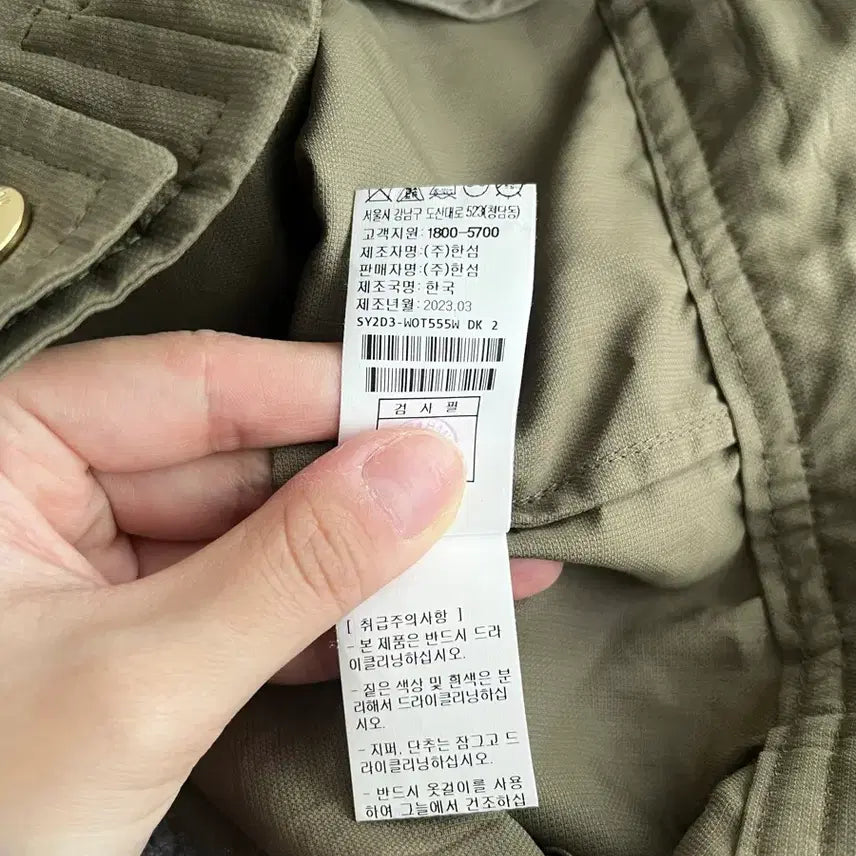 서울시 강남구 도산대로 523(청담동)
고객지원: 1800-5700
제조자명:(주)한섬
판매자명:(주)한섬
제조국명: 한국
제조년월: 2023.03
SY2D3-WOT555W DK 2
검 시 필
[ 취급주의사항 ]
- 본 제품은 반드시 드라
이클리닝하십시오.
- 짙은 색상 및 흰색은 분
리해서 드라이클리닝하십
시오.
- 지퍼, 단추는 잠그고 드
라이클리닝하십시오.
- 반드시 옷걸이를 사용
하여 그늘에서 건조하십